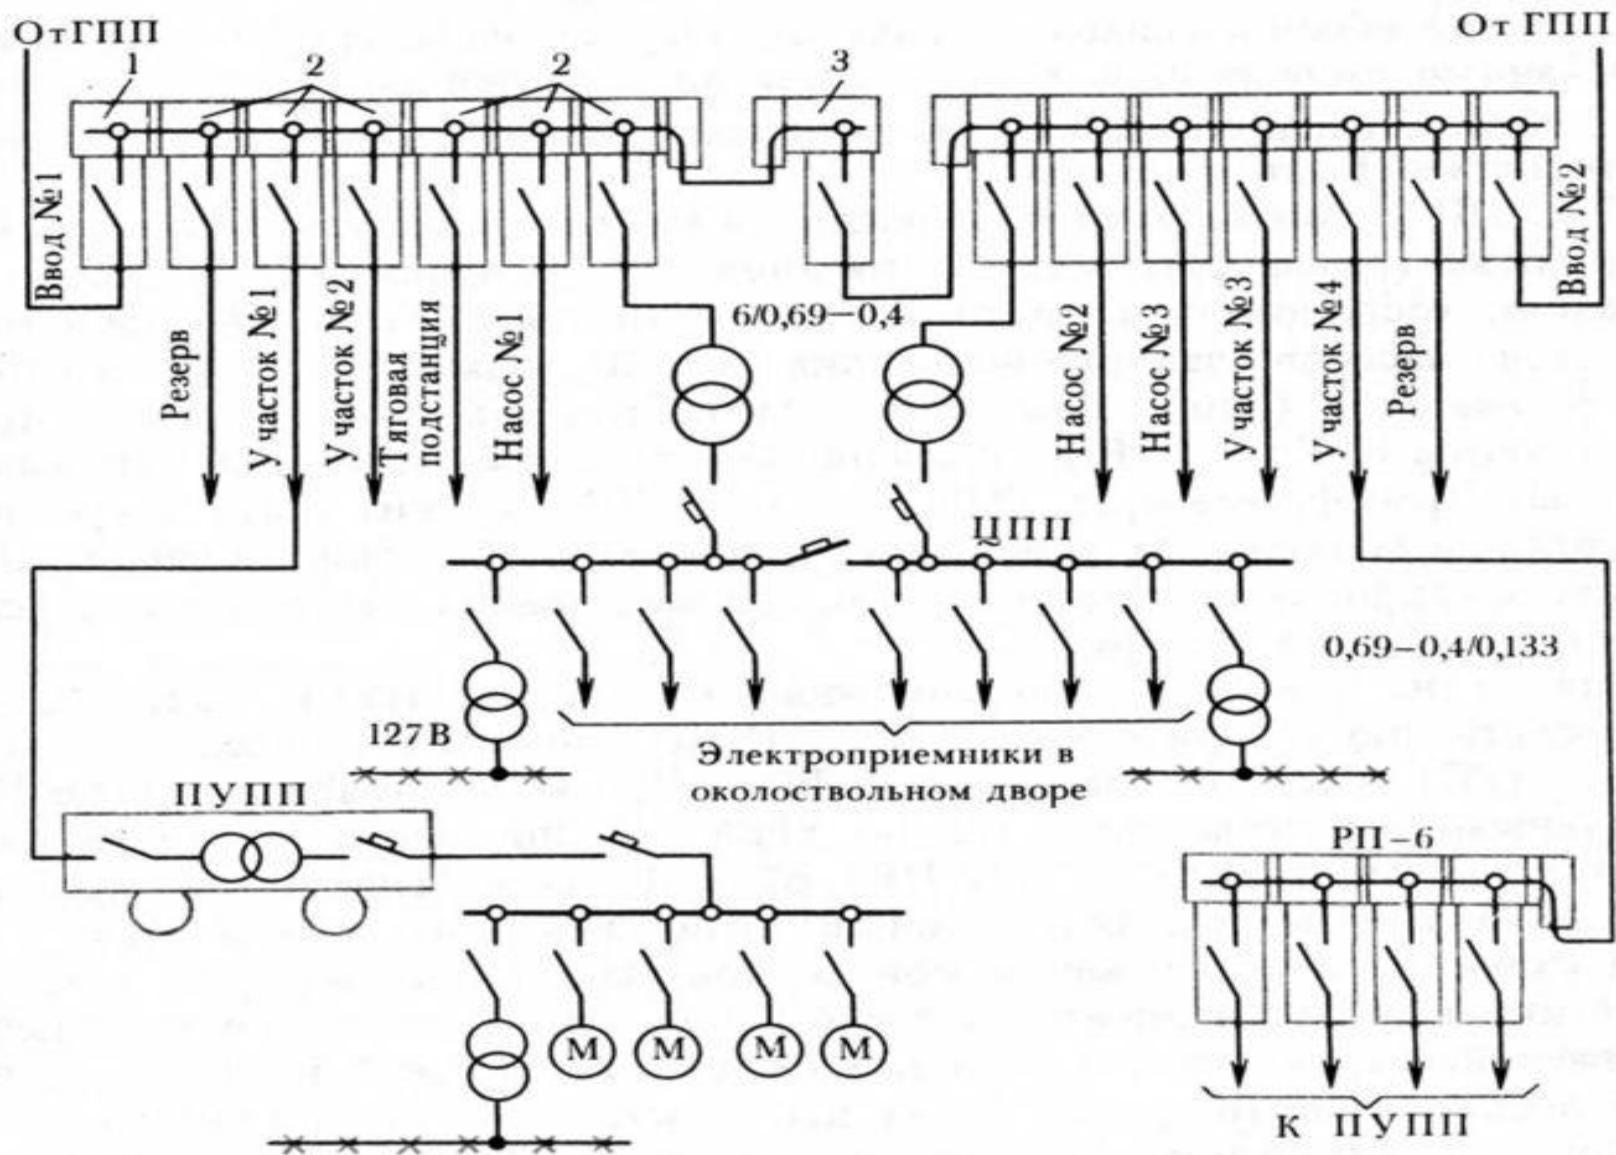 От ГПП
От ГПП
1
2
2
3
Ввод №1
Резерв
Участок №1
Участок №2
Тяговая
подстанция
Насос №1
6/0,69–0,4
Насос №2
Насос №3
Участок №3
Участок №4
Резерв
Ввод №2
ЦПП
0,69–0,4/0,133
127 В
Электроприемники в
околоствольном дворе
ПУПП
РП–6
М
М
М
М
К ПУПП